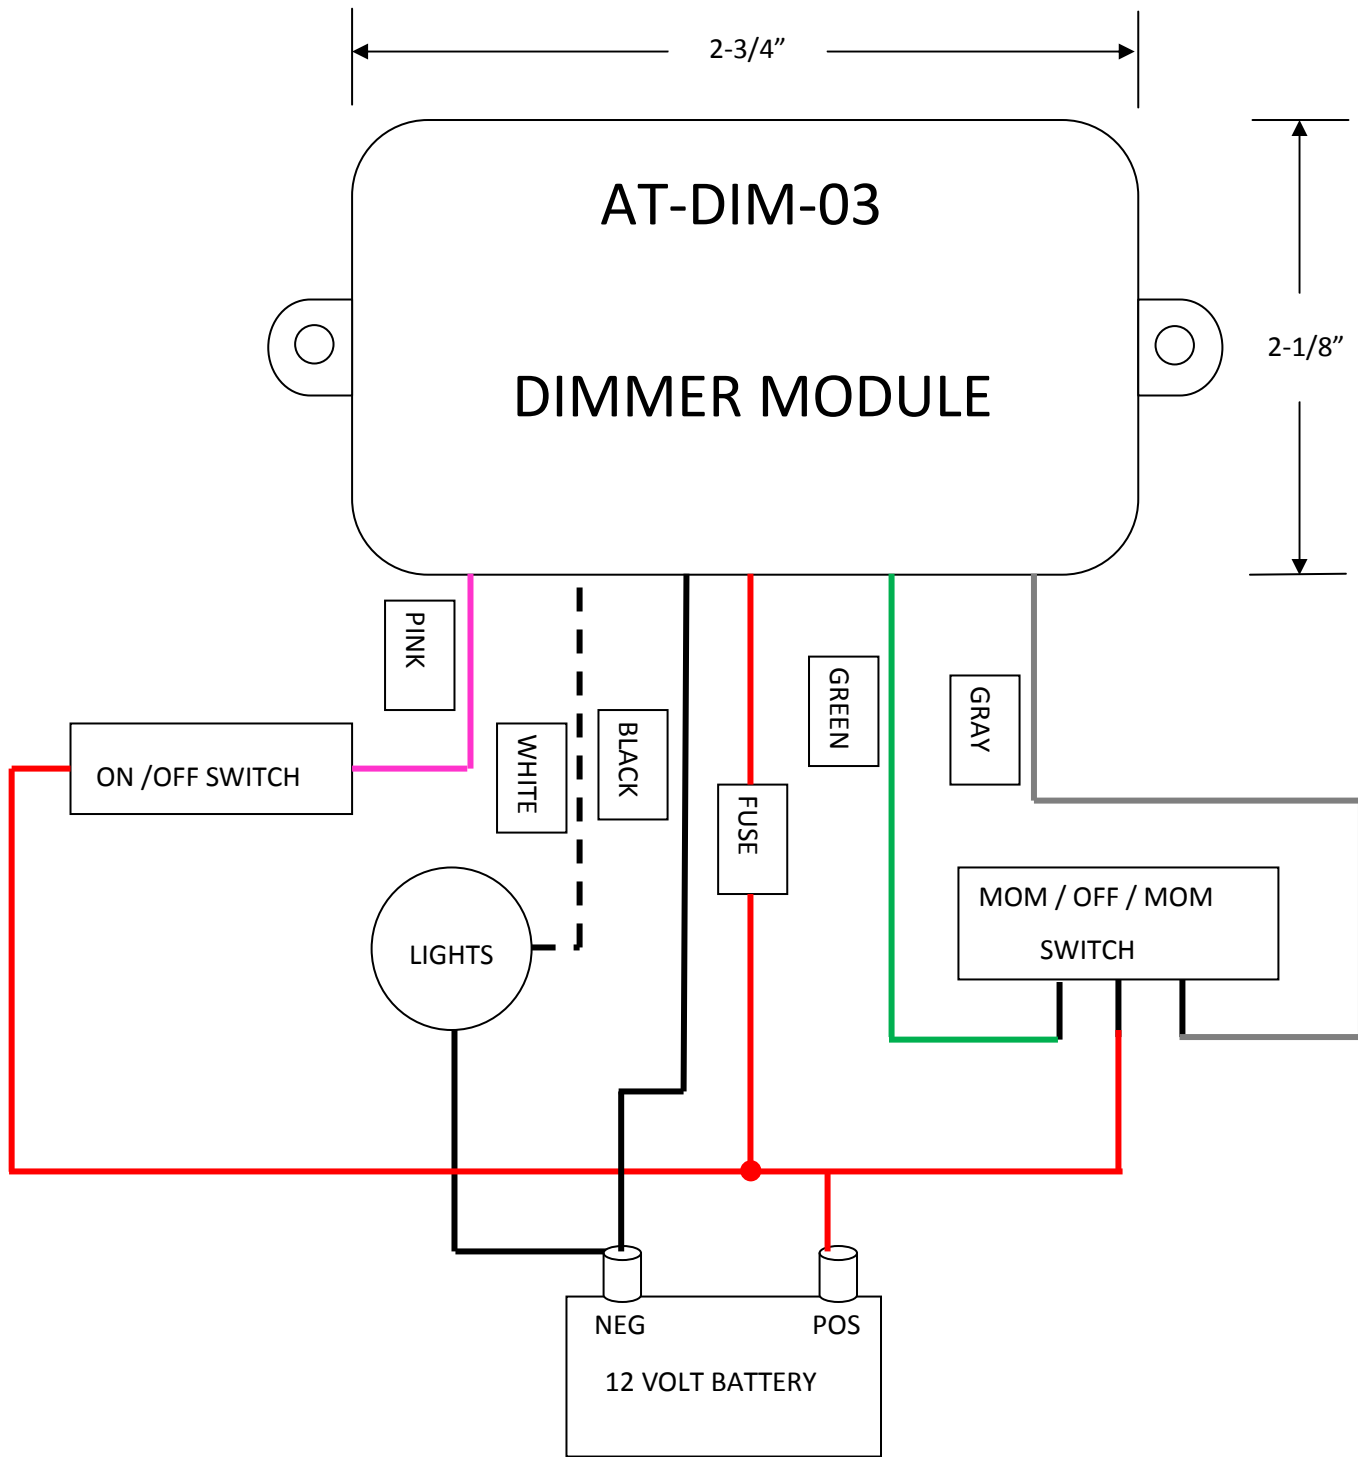 2-3/4”
AT-DIM-03
2-1/8”
DIMMER MODULE
PINK
WHITE
BLACK
FUSE
GREEN
GRAY
ON /OFF SWITCH
MOM / OFF / MOM
SWITCH
LIGHTS
NEG
POS
12 VOLT BATTERY